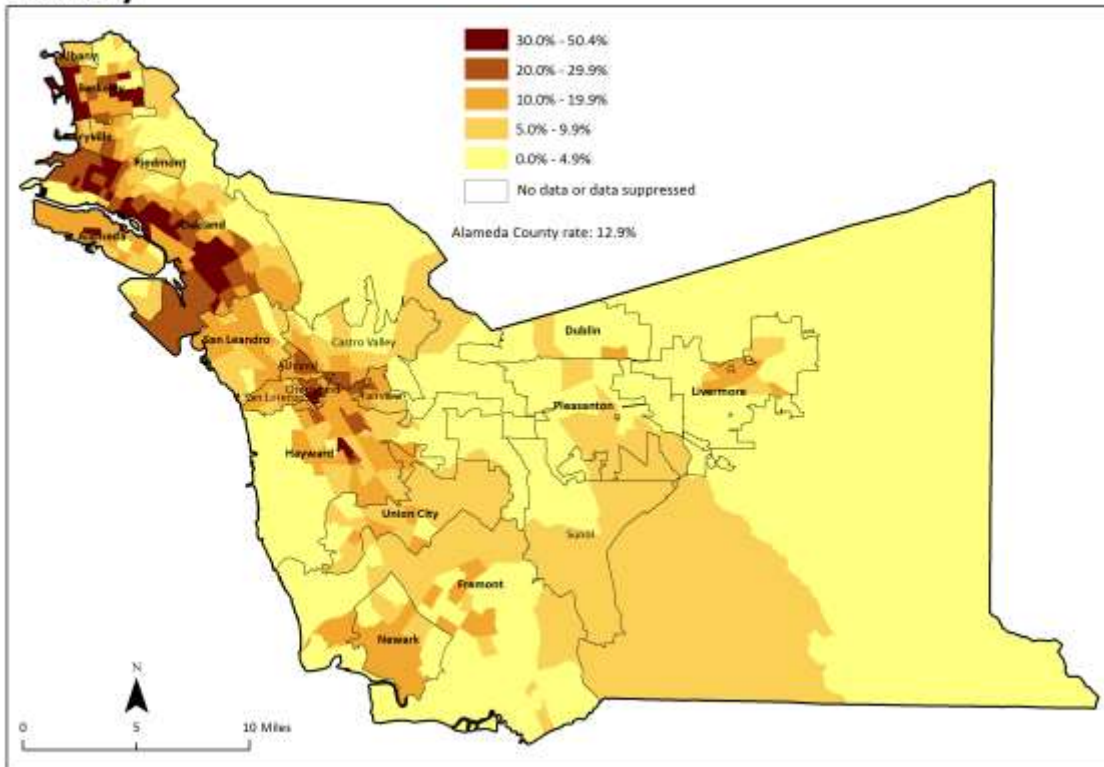 30.0% - 50.4%
20.0% - 29.9%
10.0% - 19.9%
5.0% - 9.9%
0.0% - 4.9%
No data or data suppressed
Alameda County rate: 12.9%
Albany
Berkeley
Piedmont
Oakland
Alameda
San Leandro
Castro Valley
Dublin
Livermore
San Lorenzo
Fairview
Pleasanton
Hayward
Union City
Sunol
Fremont
Newark
N
0 5 10 Miles